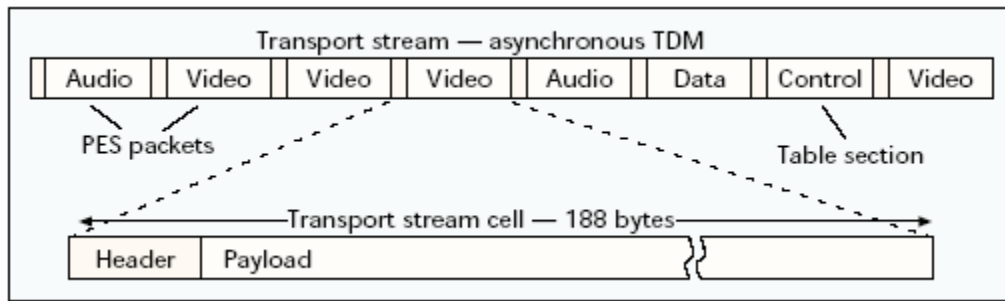 Transport stream — asynchronous TDM
Audio Video Video Video Audio Data Control Video
PES packets
Table section
Transport stream cell — 188 bytes
Header Payload